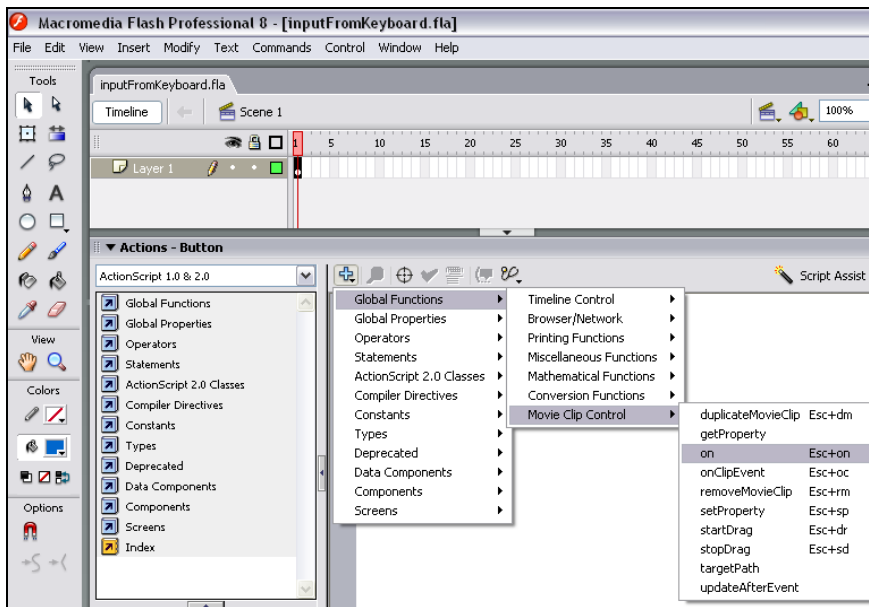 Macromedia Flash Professional 8 - [inputFromKeyboard.fla]
File Edit View Insert Modify Text Commands Control Window Help
Tools
inputFromKeyboard.fla
Timeline
Scene 1
100%
1 5 10 15 20 25 30 35 40 45 50 55 60
Layer 1
Actions - Button
ActionScript 1.0 & 2.0
Script Assist
Global Functions
Global Properties
Operators
Statements
ActionScript 2.0 Classes
Compiler Directives
Constants
Types
Deprecated
Data Components
Components
Screens
Index
View
Colors
Options
Global Functions
Global Properties
Operators
Statements
ActionScript 2.0 Classes
Compiler Directives
Constants
Types
Deprecated
Data Components
Components
Screens
Timeline Control
Browser/Network
Printing Functions
Miscellaneous Functions
Mathematical Functions
Conversion Functions
Movie Clip Control
duplicateMovieClip Esc+dm
getProperty
on Esc+on
onClipEvent Esc+oc
removeMovieClip Esc+rm
setProperty Esc+sp
startDrag Esc+dr
stopDrag Esc+sd
targetPath
updateAfterEvent